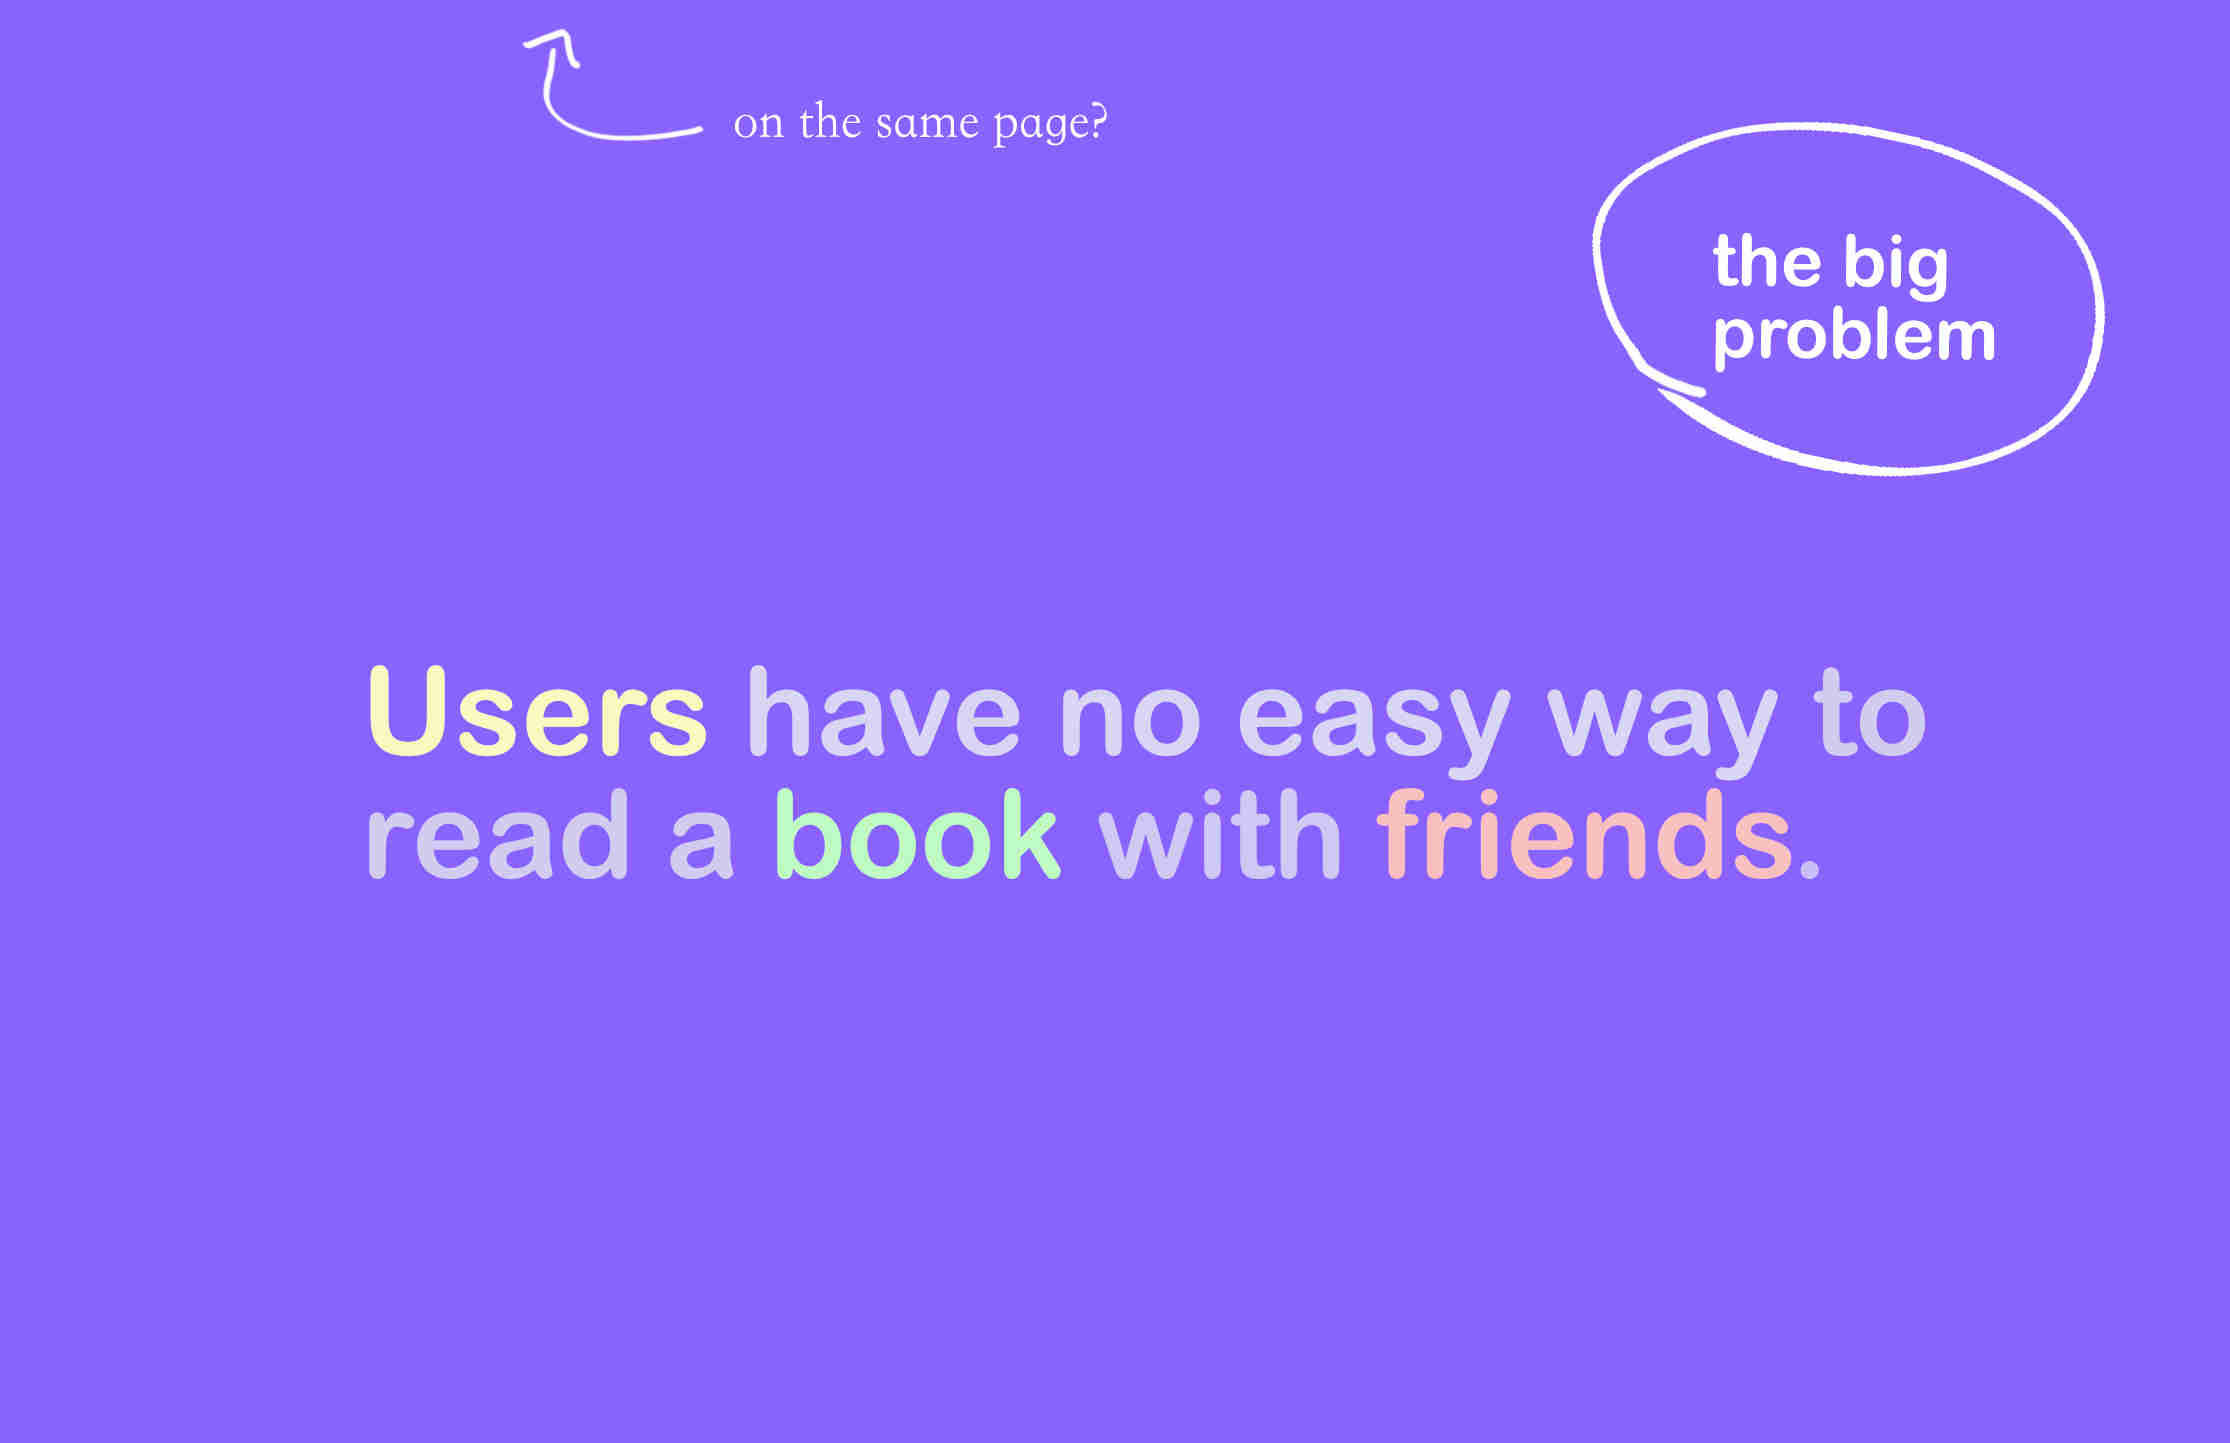 on the same page?
the big
problem
Users have no easy way to
read a book with friends.